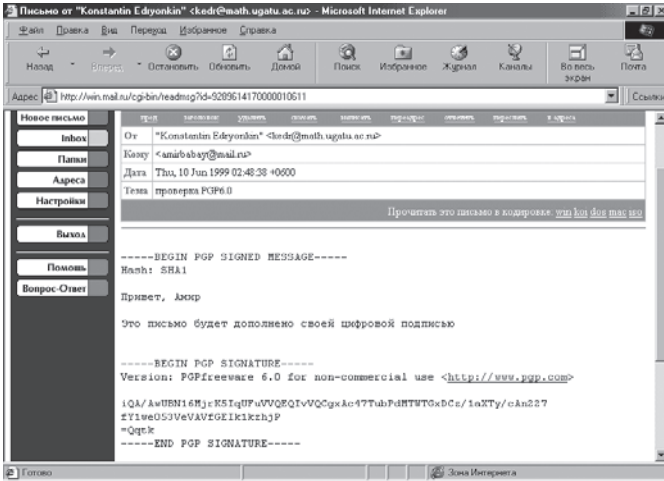 Письмо от "Konstantin Edryonkin" <kedr@math.ugatu.ac.ru> - Microsoft Internet Explorer
Файл Правка Вид Переход Избранное Справка
Назад Вперед Остановить Обновить Домой Поиск Избранное Журнал Каналы Во весь экран Почта
Адрес http://win.mail.ru/cgi-bin/readmsg?id=9289614170000010611 Ссылки
Новое письмо
Inbox
Папки
Адреса
Настройки
Выход
Помощь
Вопрос-Ответ
От "Konstantin Edryonkin" <kedr@math.ugatu.ac.ru>
Кому <amirbabay@mail.ru>
Дата Thu, 10 Jun 1999 02:48:38 +0600
Тема проверка PGP6.0
Прочитать это письмо в кодировке: win koi dos mac iso
-----BEGIN PGP SIGNED MESSAGE-----
Hash: SHA1
Привет, Амир
Это письмо будет дополнено своей цифровой подписью
-----BEGIN PGP SIGNATURE-----
Version: PGPfreeware 6.0 for non-commercial use <http://www.pgp.com>
iQA/AwUBN16MjrK5IqUFuVVQEQIvVQCgxAc47TubPdMTWTGxDCz/1aXTy/cAn227
fY1weOS3VeVAVfGEIk1kzhjP
=Qqtk
-----END PGP SIGNATURE-----
Готово
Зона Интернета